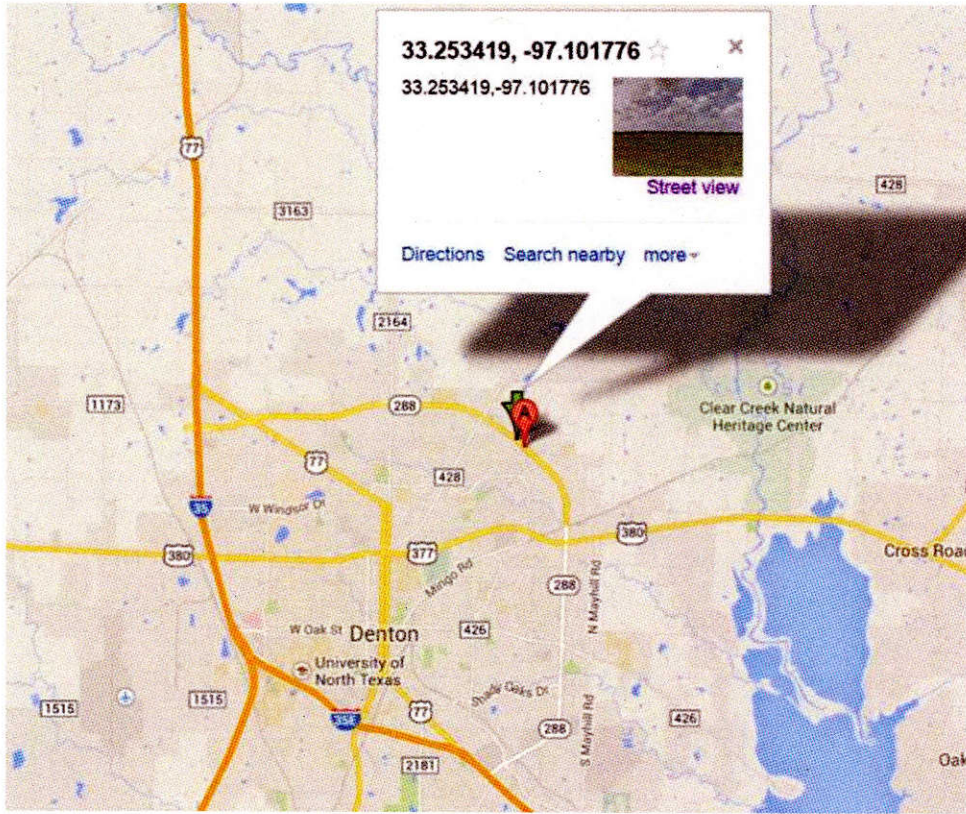 33.253419, -97.101776
33.253419,-97.101776
Street view
Directions Search nearby more
77
428
3163
2164
1173
288
A
Clear Creek Natural
Heritage Center
77
428
35
W Windsor Dr
380
377
380
Cross Road
Mingo Rd
288
N Mayhill Rd
W Oak St
Denton
426
University of
North Texas
Shady Oaks Dr
1515
1515
35E
77
288
S Mayhill Rd
426
2181
Oak